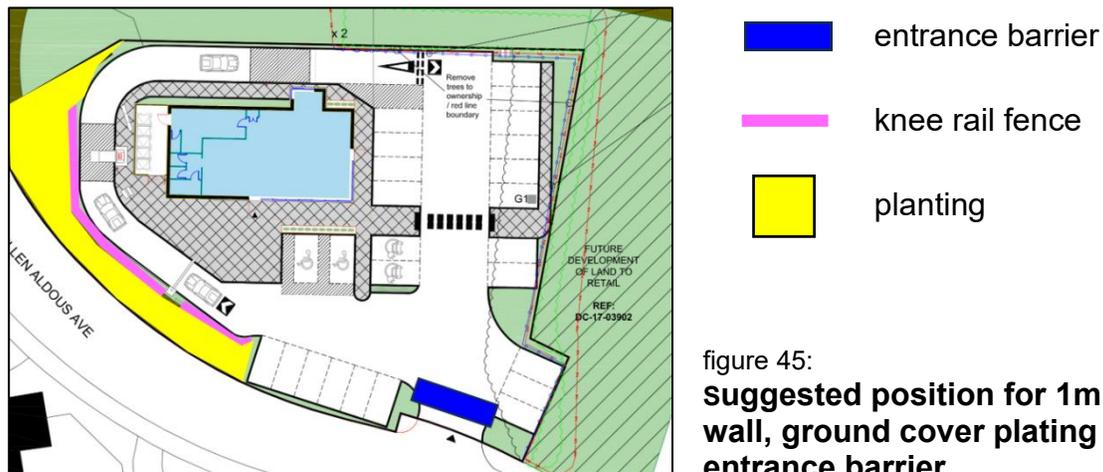 x 2
Remove
trees to
ownership
/ red line
boundary
G1
FUTURE
DEVELOPMENT
OF LAND TO
RETAIL
REF:
DC-17-03902
LLEN ALDOUS AVE
entrance barrier
knee rail fence
planting
figure 45:
Suggested position for 1m
wall, ground cover plating
entrance barrier